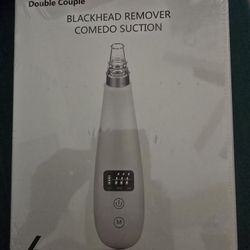 Double Couple
BLACKHEAD REMOVER
COMEDO SUCTION
M